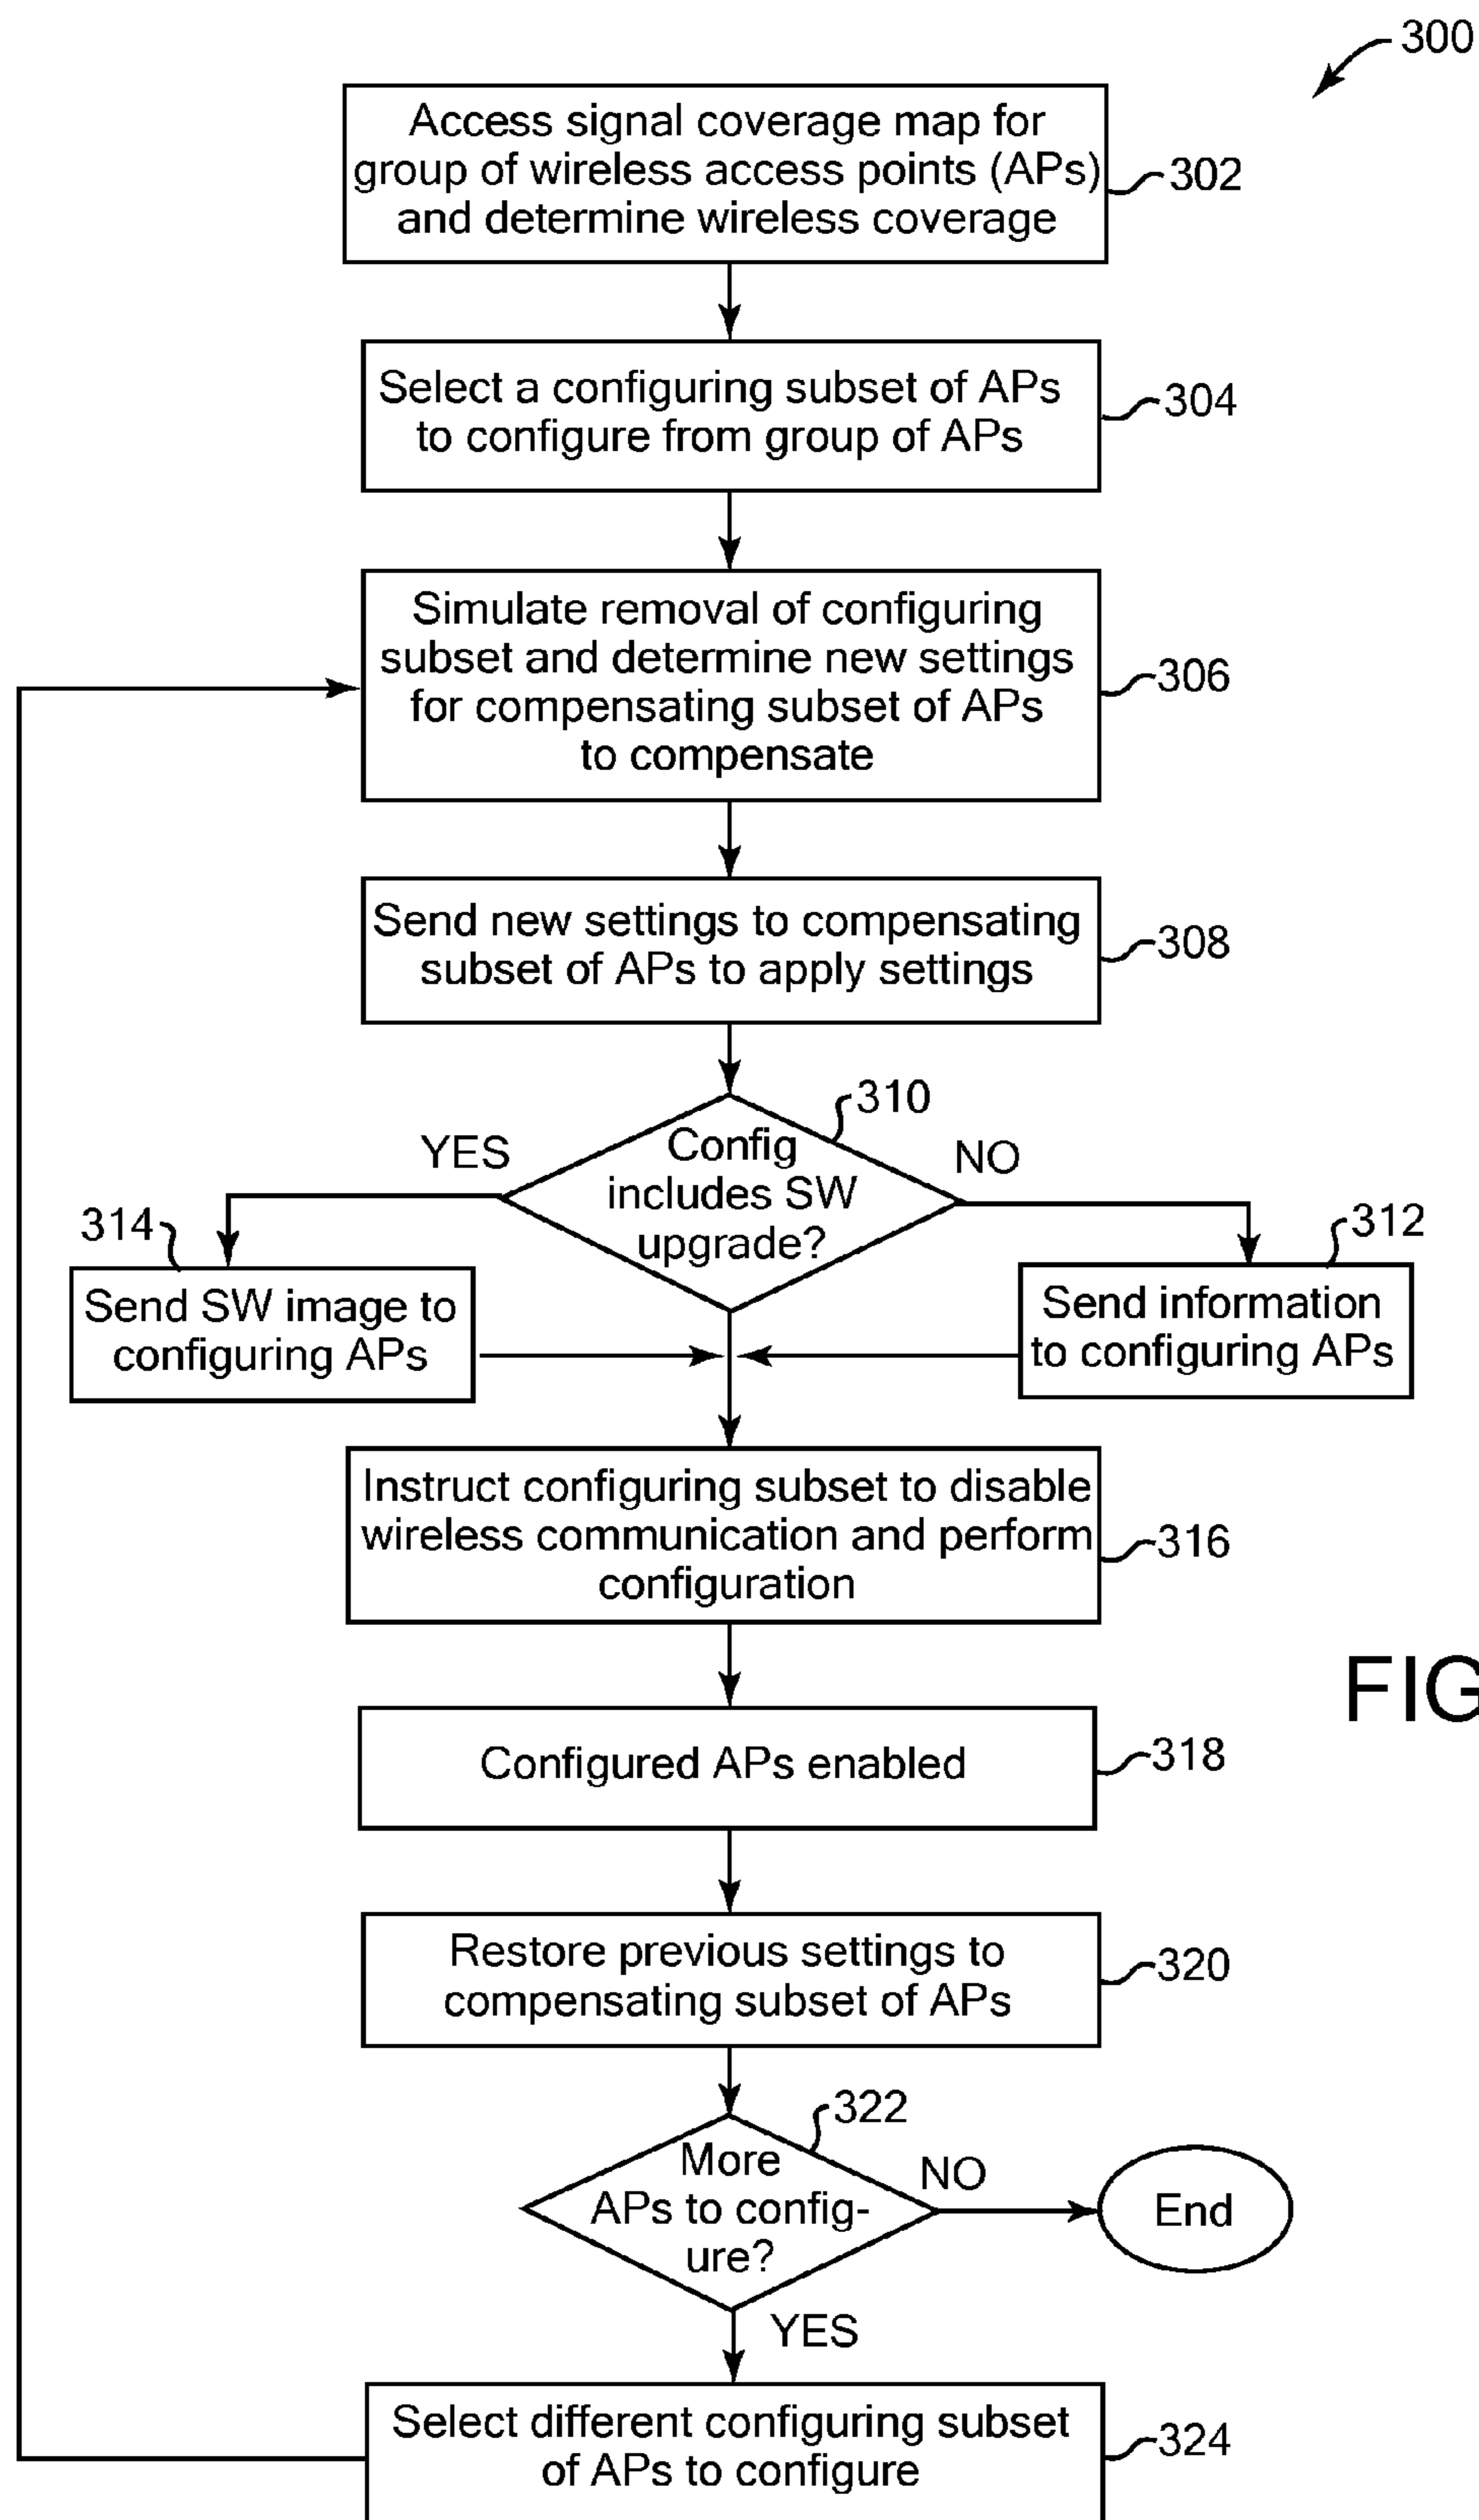 300
Access signal coverage map for
group of wireless access points (APs)
and determine wireless coverage
302
Select a configuring subset of APs
to configure from group of APs
304
Simulate removal of configuring
subset and determine new settings
for compensating subset of APs
to compensate
306
Send new settings to compensating
subset of APs to apply settings
308
310
YES
Config
includes SW
upgrade?
NO
314
312
Send SW image to
configuring APs
Send information
to configuring APs
Instruct configuring subset to disable
wireless communication and perform
configuration
316
FIG
Configured APs enabled
318
Restore previous settings to
compensating subset of APs
320
322
More
APs to config-
ure?
NO
End
YES
Select different configuring subset
of APs to configure
324